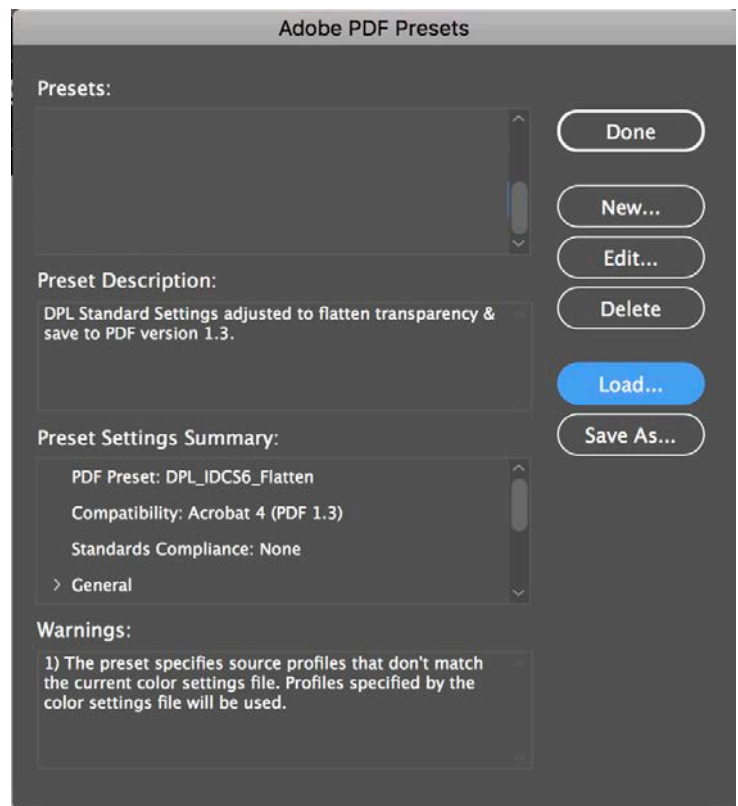 Adobe PDF Presets
Presets:
Done
New...
Edit...
Delete
Load...
Save As...
Preset Description:
DPL Standard Settings adjusted to flatten transparency &
save to PDF version 1.3.
Preset Settings Summary:
PDF Preset: DPL_IDCS6_Flatten
Compatibility: Acrobat 4 (PDF 1.3)
Standards Compliance: None
General
Warnings:
1) The preset specifies source profiles that don't match
the current color settings file. Profiles specified by the
color settings file will be used.